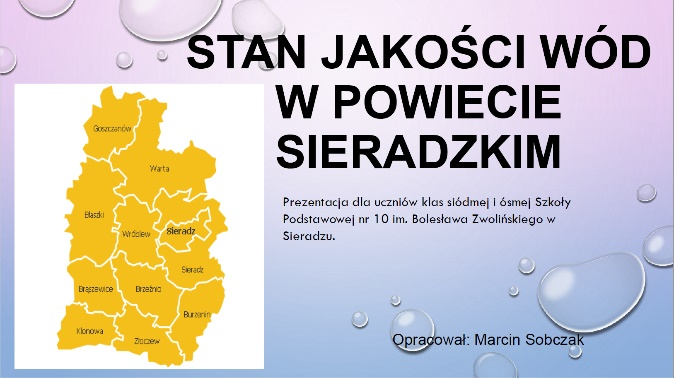 STAN JAKOŚCI WÓD
W POWIECIE
SIERADZKIM
Prezentacja dla uczniów klas siódmej i ósmej Szkoły
Podstawowej nr 10 im. Bolesława Zwolińskiego w
Sieradzu.
Goszczanów
Warta
Błaszki
Wróblew
Sieradz
Sieradz
Brąszewice
Brzeźnio
Burzenin
Klonowa
Złoczew
Opracował: Marcin Sobczak